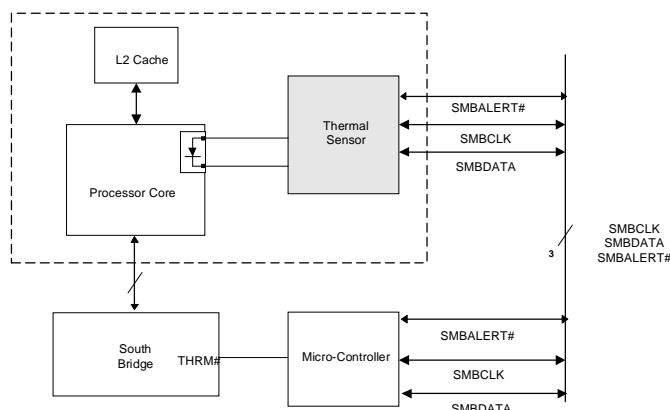 L2 Cache
Thermal
Sensor
Processor Core
SMBALERT#
SMBCLK
SMBDATA
3
SMBCLK
SMBDATA
SMBALERT#
South
Bridge
THRM#
Micro-Controller
SMBALERT#
SMBCLK
SMBDATA